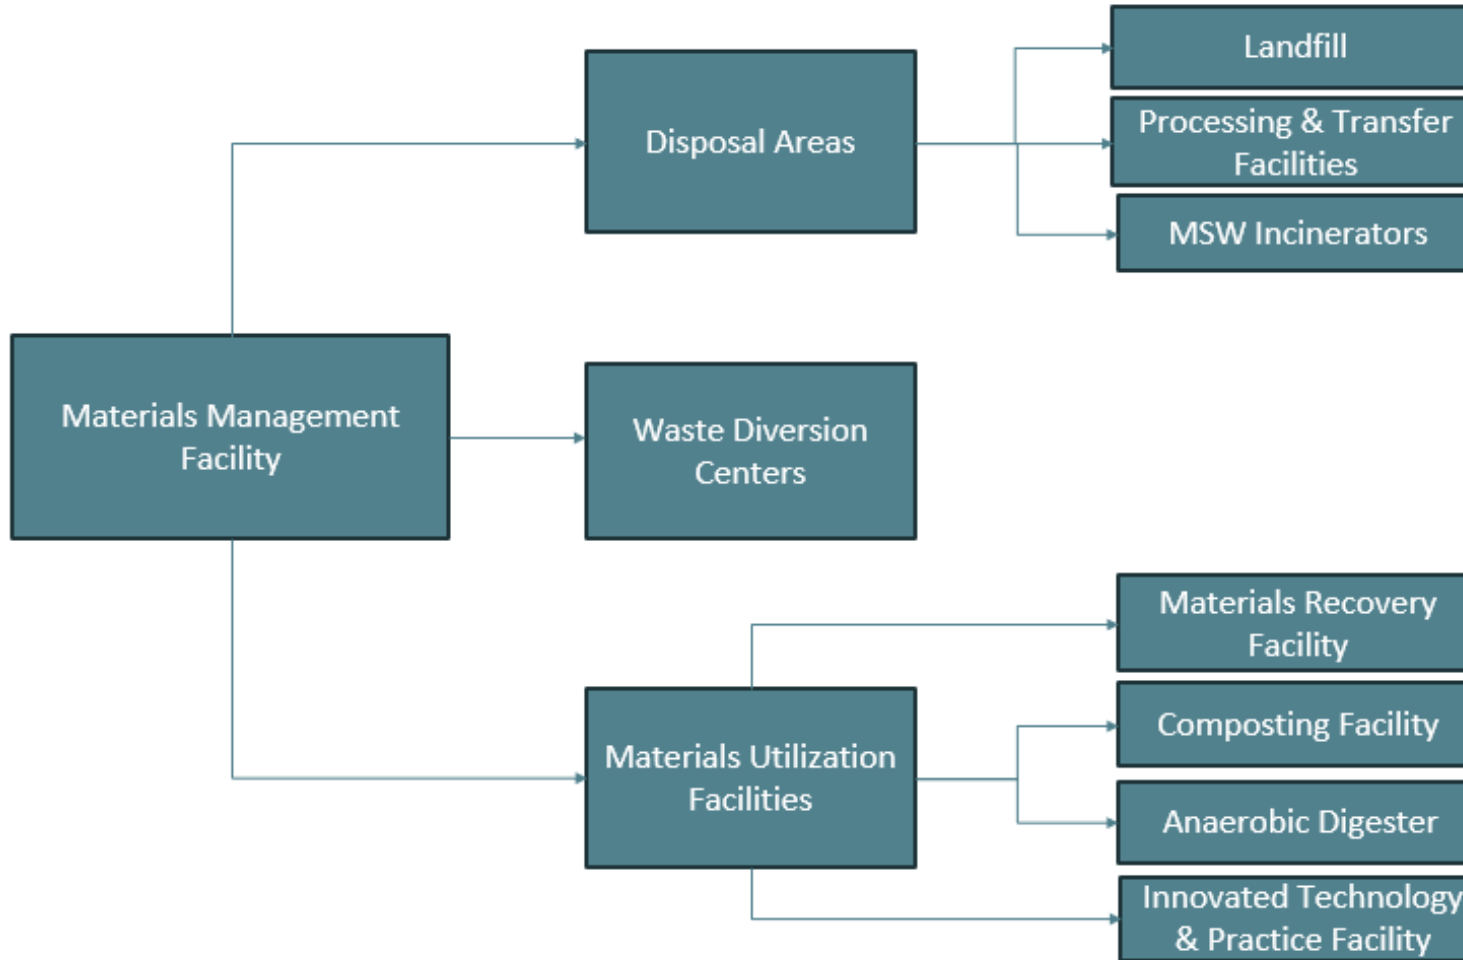 Landfill
Processing & Transfer
Facilities
MSW Incinerators
Disposal Areas
Materials Management
Facility
Waste Diversion
Centers
Materials Utilization
Facilities
Materials Recovery
Facility
Composting Facility
Anaerobic Digester
Innovated Technology
& Practice Facility